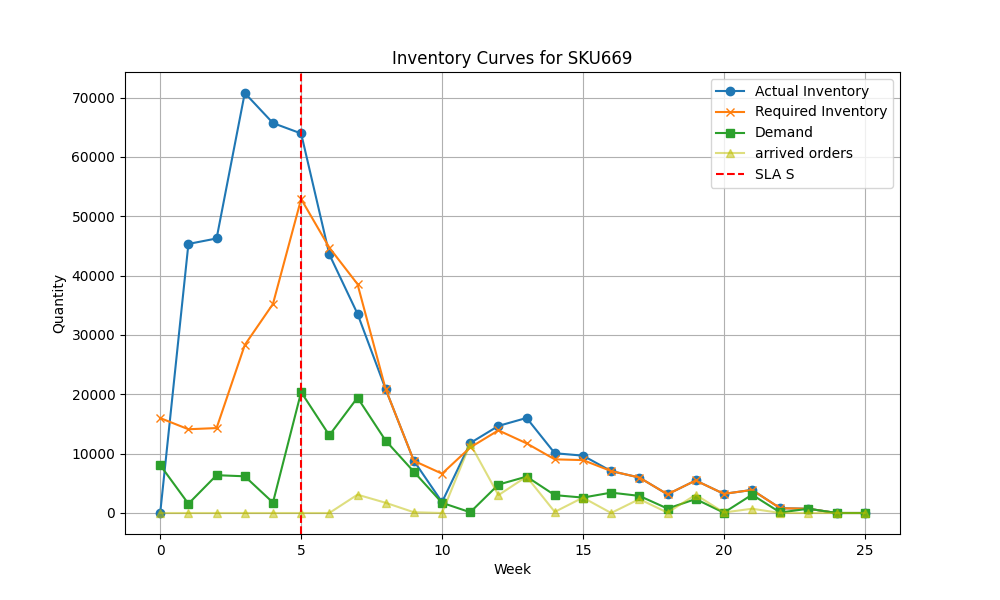 Inventory Curves for SKU669
Actual Inventory
Required Inventory
Demand
arrived orders
SLA S
Quantity
70000
60000
50000
40000
30000
20000
10000
0
0 5 10 15 20 25
Week